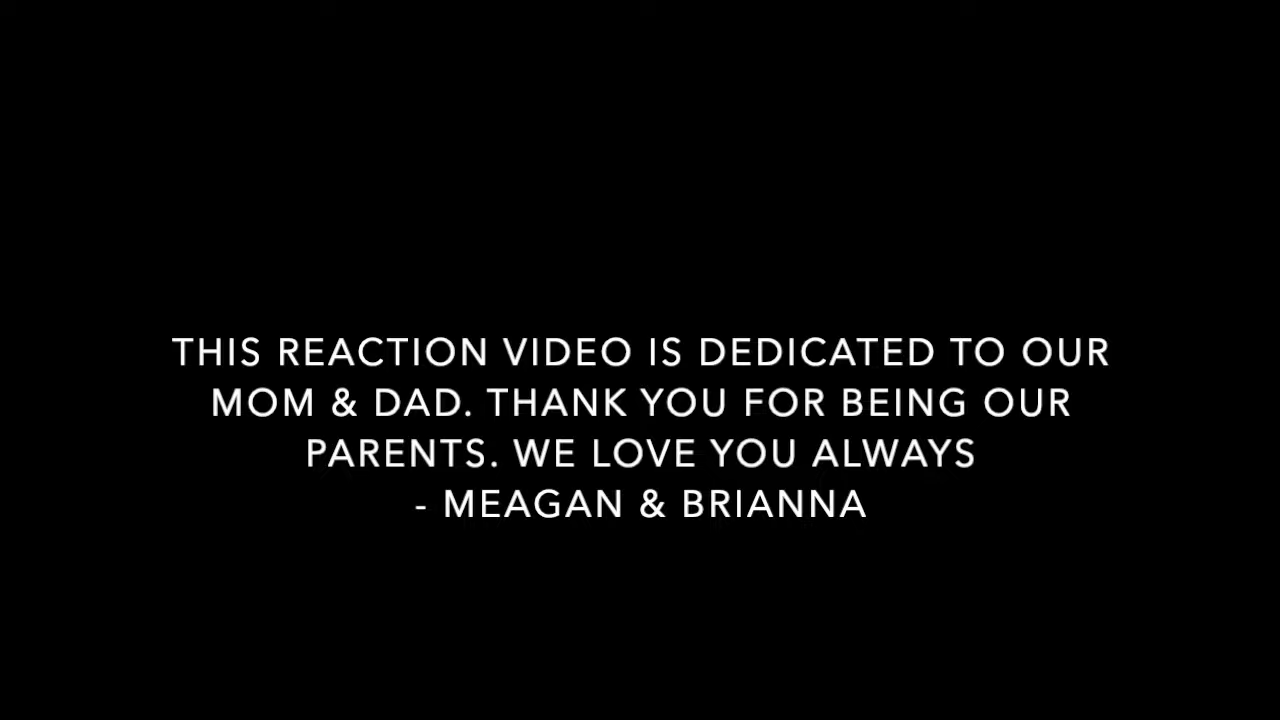 THIS REACTION VIDEO IS DEDICATED TO OUR
MOM & DAD. THANK YOU FOR BEING OUR
PARENTS. WE LOVE YOU ALWAYS
- MEAGAN & BRIANNA